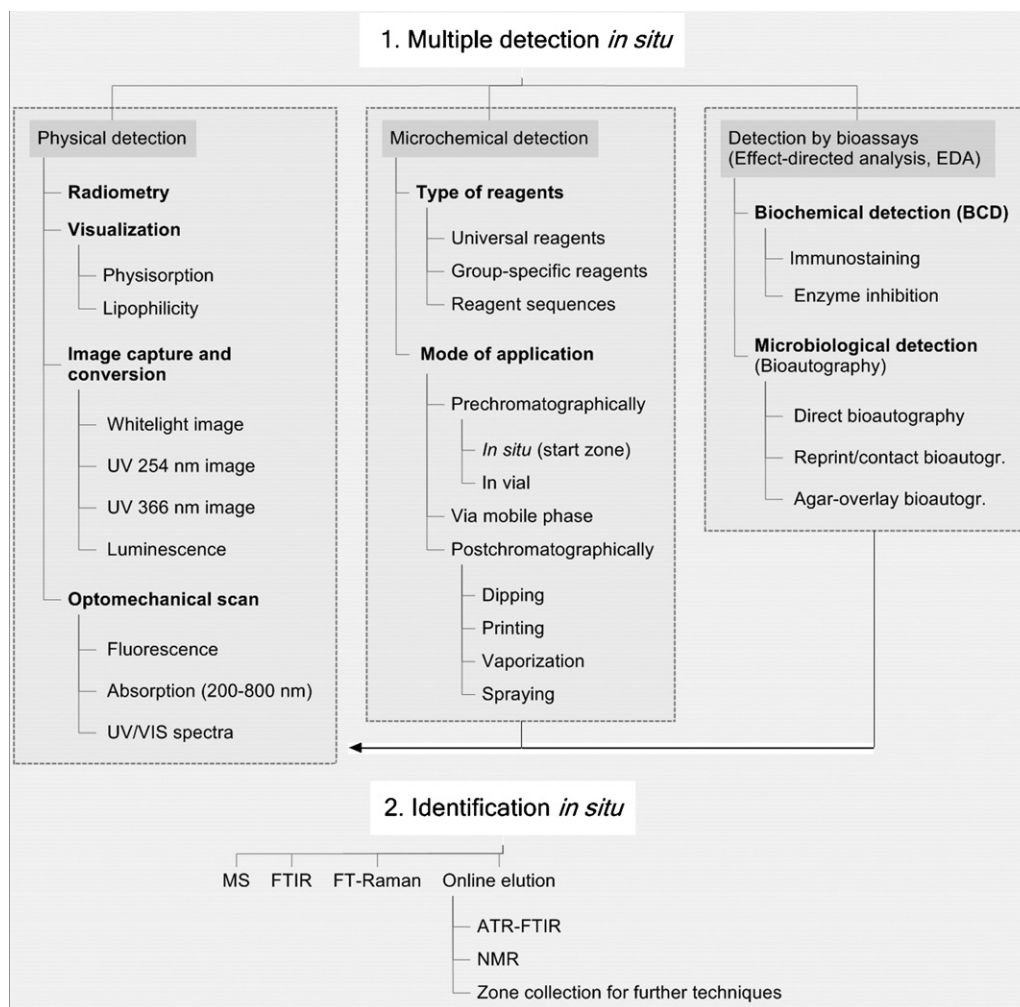 1. Multiple detection in situ
Physical detection
Radiometry
Visualization
Physisorption
Lipophilicity
Image capture and
conversion
Whitelight image
UV 254 nm image
UV 366 nm image
Luminescence
Optomechanical scan
Fluorescence
Absorption (200-800 nm)
UV/VIS spectra
Microchemical detection
Type of reagents
Universal reagents
Group-specific reagents
Reagent sequences
Mode of application
Prechromatographically
In situ (start zone)
In vial
Via mobile phase
Postchromatographically
Dipping
Printing
Vaporization
Spraying
Detection by bioassays
(Effect-directed analysis, EDA)
Biochemical detection (BCD)
Immunostaining
Enzyme inhibition
Microbiological detection
(Bioautography)
Direct bioautography
Reprint/contact bioautogr.
Agar-overlay bioautogr.
2. Identification in situ
MS FTIR FT-Raman Online elution
ATR-FTIR
NMR
Zone collection for further techniques